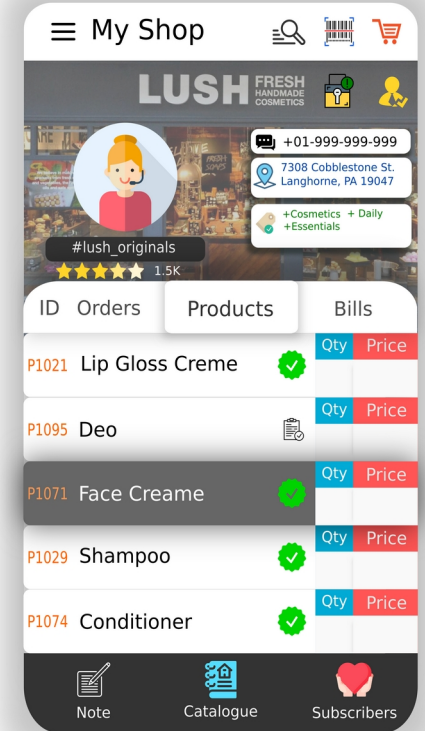 My Shop
LUSH FRESH HANDMADE COSMETICS
+01-999-999-999
7308 Cobblestone St.
Langhorne, PA 19047
+Cosmetics + Daily
+Essentials
#lush_originals
1.5K
ID Orders Products Bills
P1021 Lip Gloss Creme Qty Price
P1095 Deo Qty Price
P1071 Face Creame Qty Price
P1029 Shampoo Qty Price
P1074 Conditioner Qty Price
Note Catalogue Subscribers